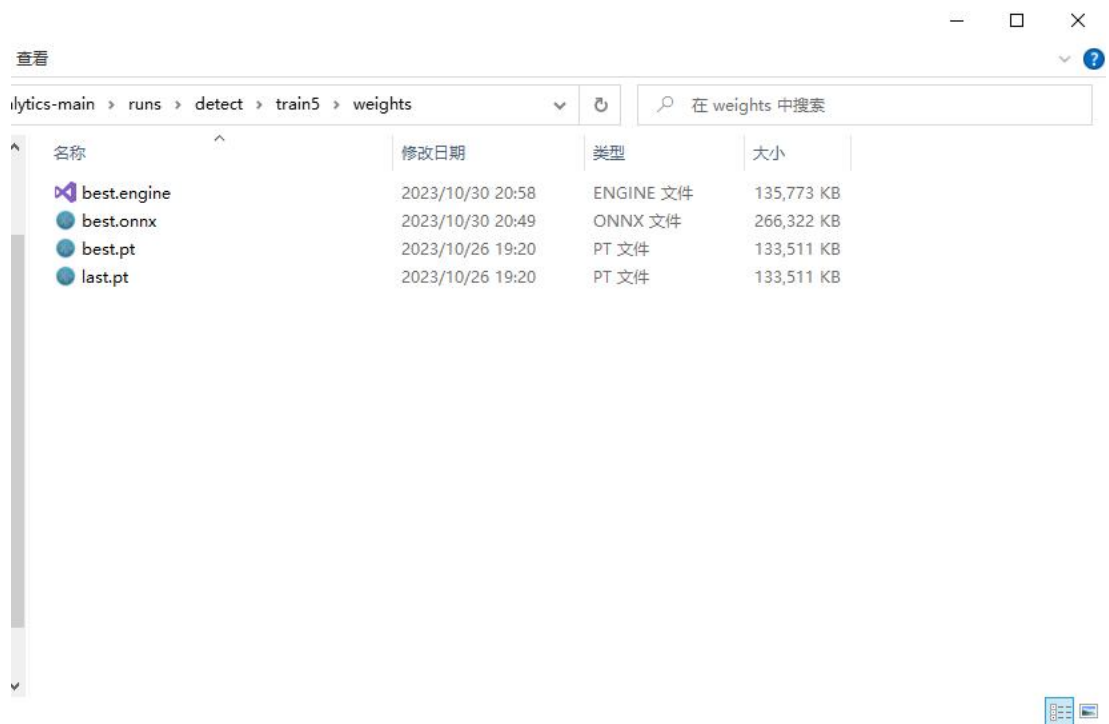 查看
lytics-main › runs › detect › train5 › weights
在 weights 中搜索
名称 修改日期 类型 大小
best.engine 2023/10/30 20:58 ENGINE 文件 135,773 KB
best.onnx 2023/10/30 20:49 ONNX 文件 266,322 KB
best.pt 2023/10/26 19:20 PT 文件 133,511 KB
last.pt 2023/10/26 19:20 PT 文件 133,511 KB